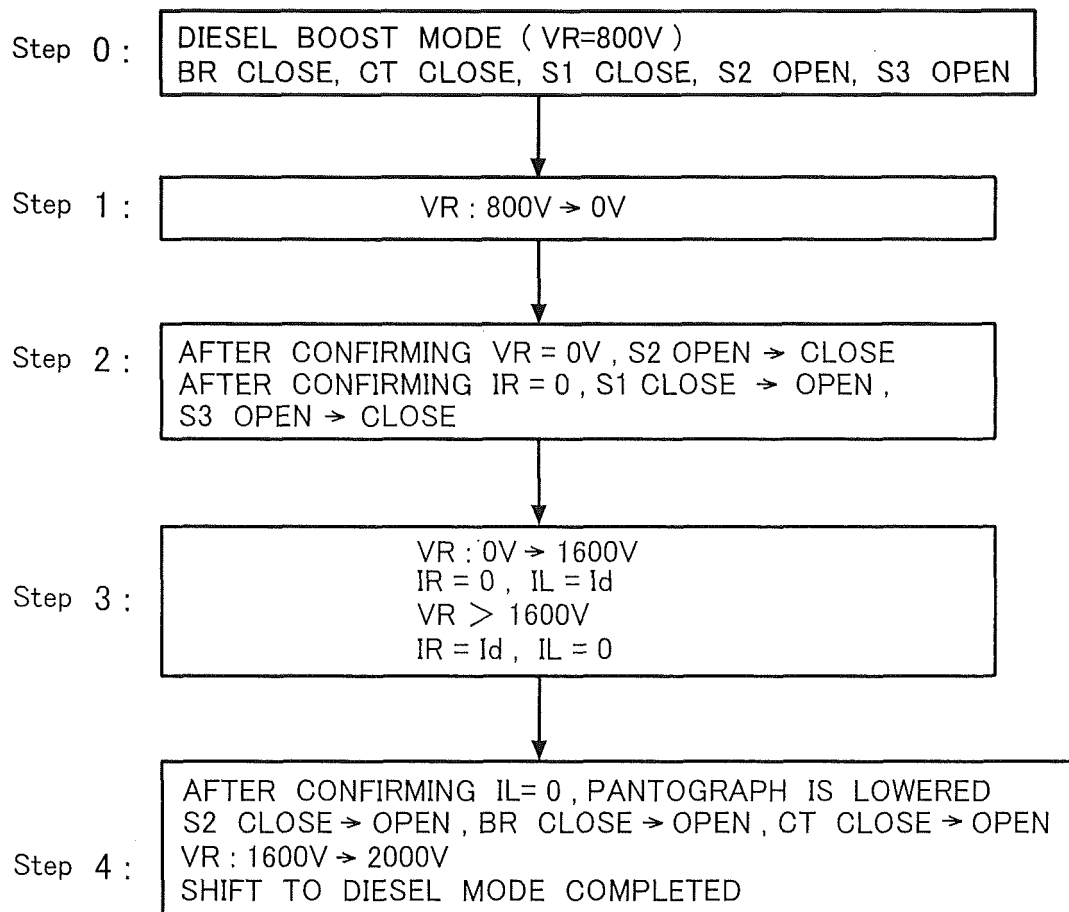 Step 0 :
DIESEL BOOST MODE ( VR=800V )
BR CLOSE, CT CLOSE, S1 CLOSE, S2 OPEN, S3 OPEN
Step 1 :
VR : 800V → 0V
Step 2 :
AFTER CONFIRMING VR = 0V , S2 OPEN → CLOSE
AFTER CONFIRMING IR = 0 , S1 CLOSE → OPEN ,
S3 OPEN → CLOSE
Step 3 :
VR : 0V → 1600V
IR = 0 , IL = Id
VR > 1600V
IR = Id , IL = 0
Step 4 :
AFTER CONFIRMING IL= 0 , PANTOGRAPH IS LOWERED
S2 CLOSE → OPEN , BR CLOSE → OPEN , CT CLOSE → OPEN
VR : 1600V → 2000V
SHIFT TO DIESEL MODE COMPLETED